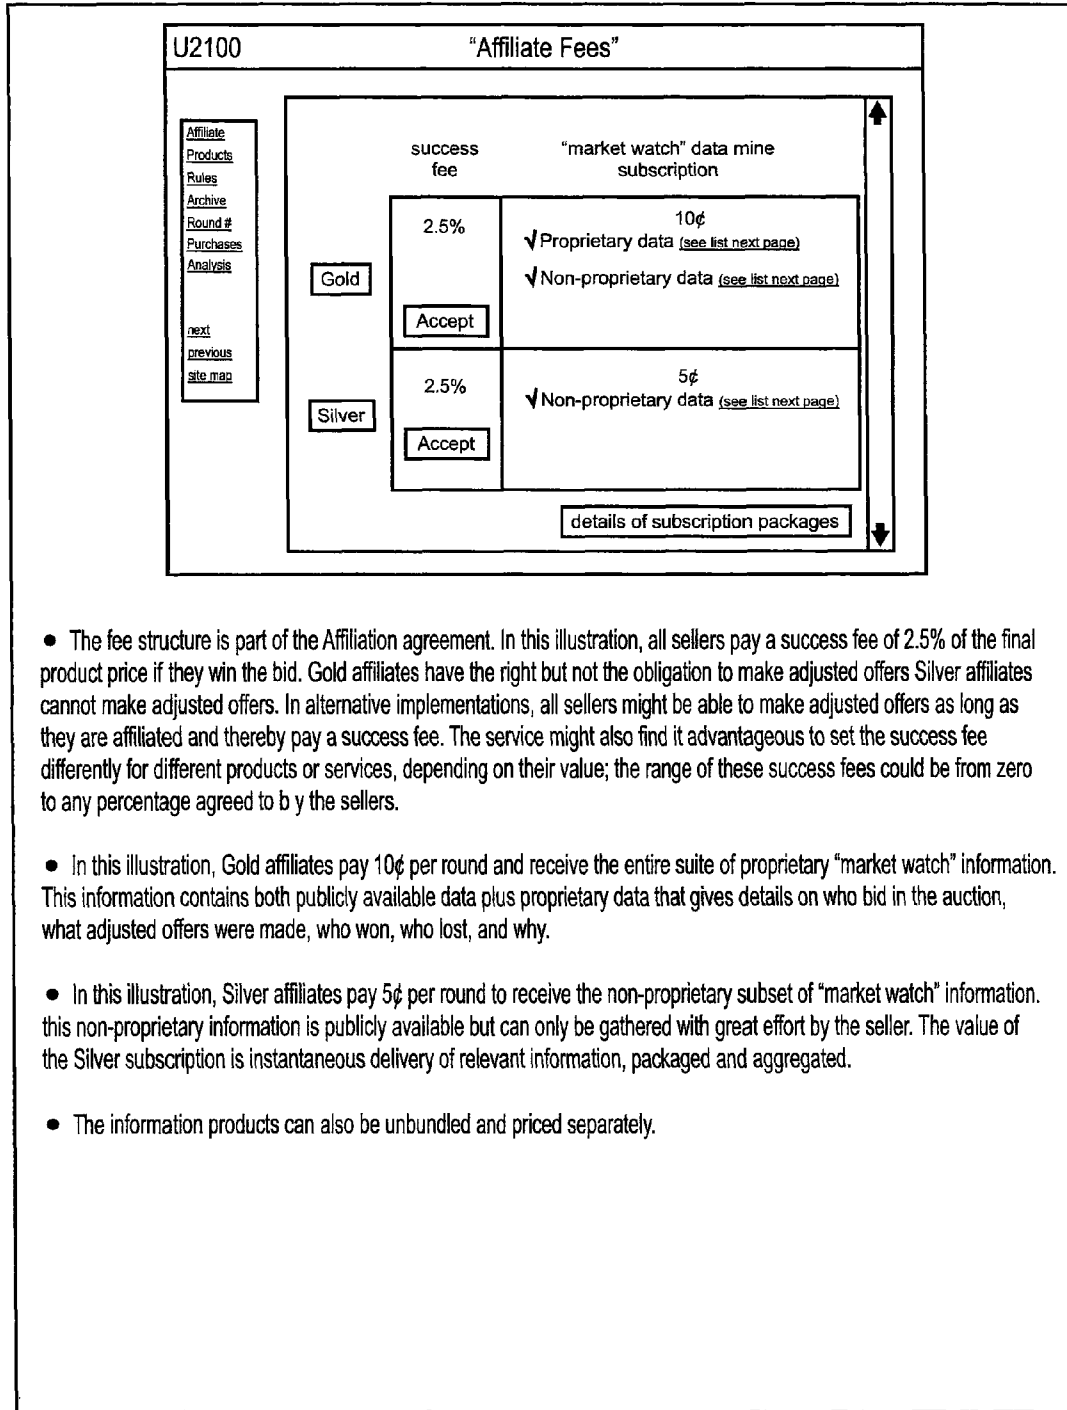 U2100 "Affiliate Fees"
Affiliate
Products
Rules
Archive
Round #
Purchases
Analysis
next
previous
site map
success
fee
"market watch" data mine
subscription
Gold
2.5%
Accept
10¢
√ Proprietary data (see list next page)
√ Non-proprietary data (see list next page)
Silver
2.5%
Accept
5¢
√ Non-proprietary data (see list next page)
details of subscription packages
• The fee structure is part of the Affiliation agreement. In this illustration, all sellers pay a success fee of 2.5% of the final
product price if they win the bid. Gold affiliates have the right but not the obligation to make adjusted offers Silver affiliates
cannot make adjusted offers. In alternative implementations, all sellers might be able to make adjusted offers as long as
they are affiliated and thereby pay a success fee. The service might also find it advantageous to set the success fee
differently for different products or services, depending on their value; the range of these success fees could be from zero
to any percentage agreed to b y the sellers.
• In this illustration, Gold affiliates pay 10¢ per round and receive the entire suite of proprietary "market watch" information.
This information contains both publicly available data plus proprietary data that gives details on who bid in the auction,
what adjusted offers were made, who won, who lost, and why.
• In this illustration, Silver affiliates pay 5¢ per round to receive the non-proprietary subset of "market watch" information.
this non-proprietary information is publicly available but can only be gathered with great effort by the seller. The value of
the Silver subscription is instantaneous delivery of relevant information, packaged and aggregated.
• The information products can also be unbundled and priced separately.